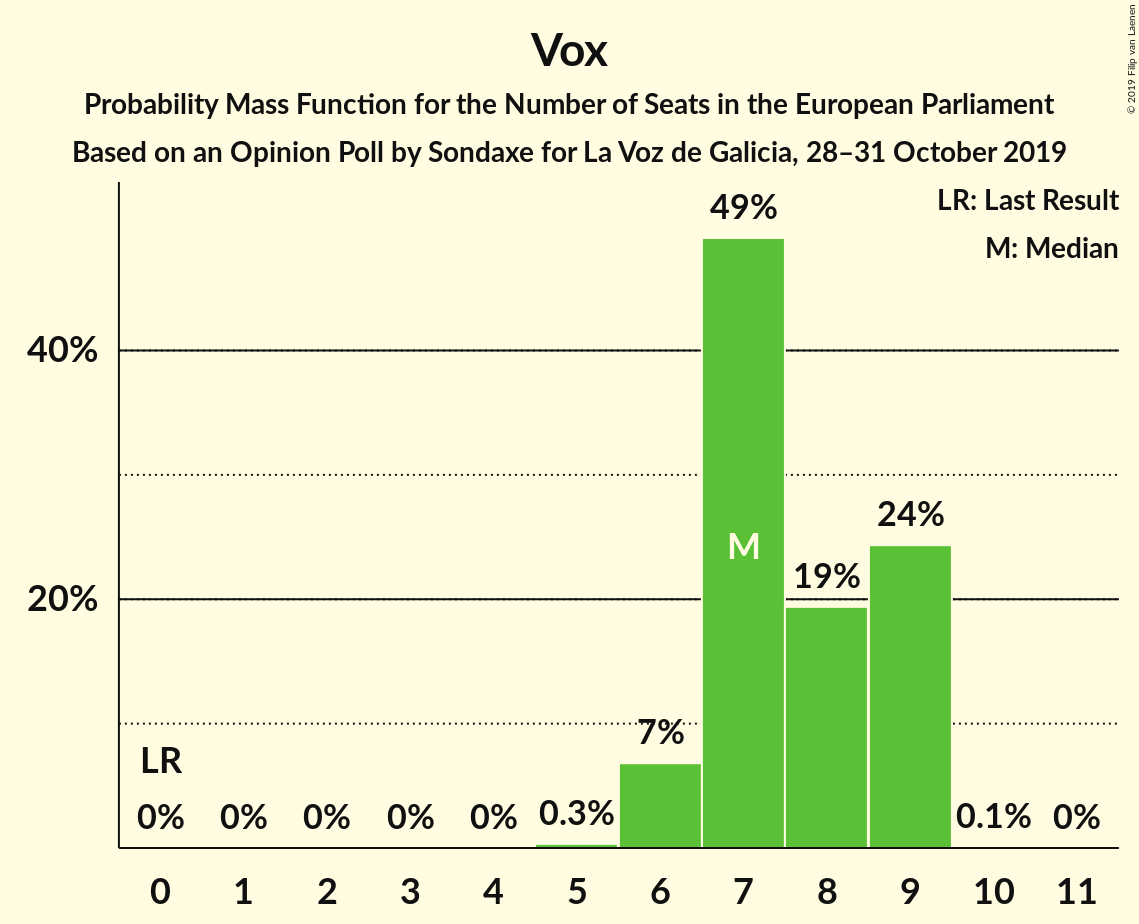 Vox
Probability Mass Function for the Number of Seats in the European Parliament
Based on an Opinion Poll by Sondaxe for La Voz de Galicia, 28–31 October 2019
© 2019 Filip van Laenen
LR: Last Result
M: Median
49%
40%
24%
M
19%
20%
7%
LR
0% 0% 0% 0% 0% 0.3% 0.1% 0%
0 1 2 3 4 5 6 7 8 9 10 11